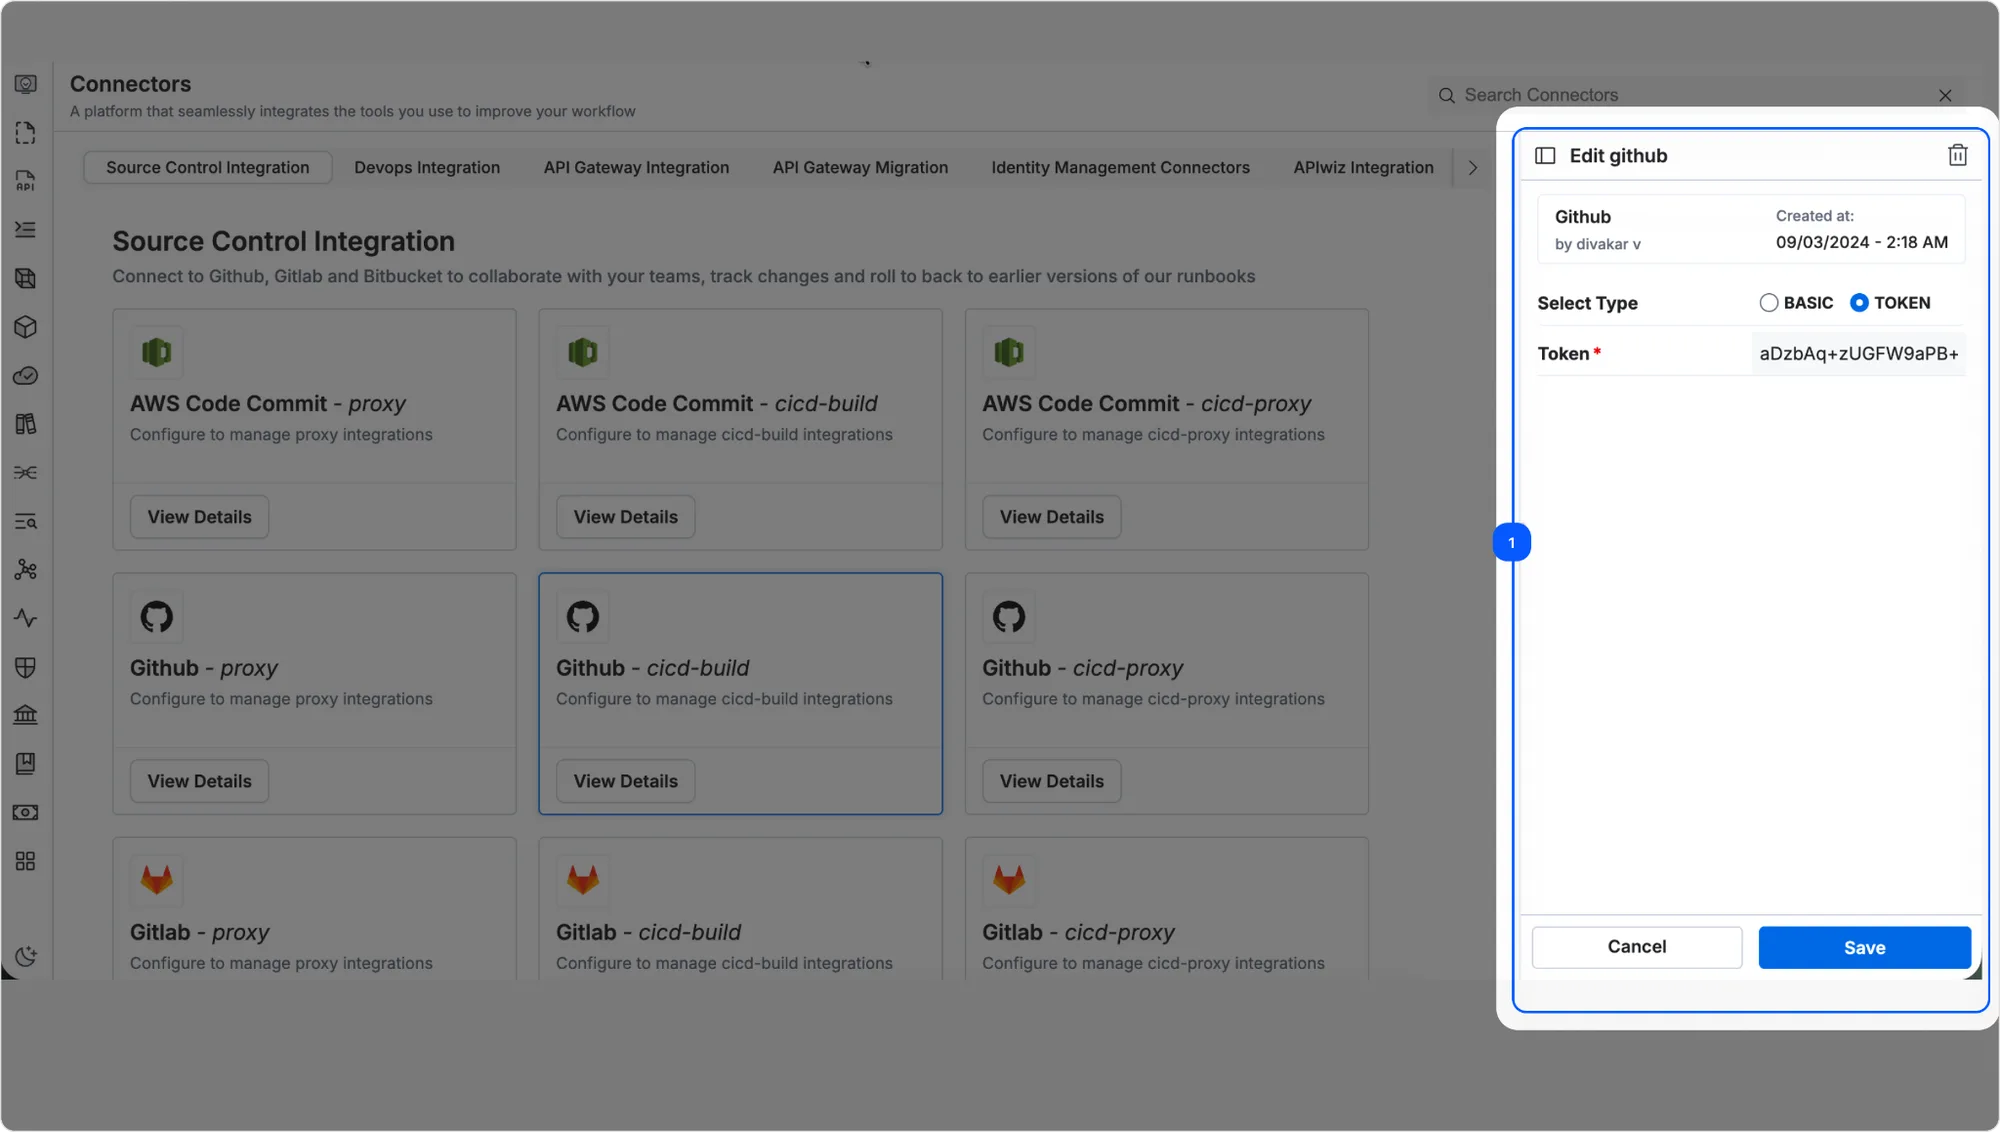 Connectors
A platform that seamlessly integrates the tools you use to improve your workflow
Search Connectors
Source Control Integration
Devops Integration
API Gateway Integration
API Gateway Migration
Identity Management Connectors
APIwiz Integration
Source Control Integration
Connect to Github, Gitlab and Bitbucket to collaborate with your teams, track changes and roll to back to earlier versions of our runbooks
AWS Code Commit - proxy
Configure to manage proxy integrations
View Details
AWS Code Commit - cicd-build
Configure to manage cicd-build integrations
View Details
AWS Code Commit - cicd-proxy
Configure to manage cicd-proxy integrations
View Details
Github - proxy
Configure to manage proxy integrations
View Details
Github - cicd-build
Configure to manage cicd-build integrations
View Details
Github - cicd-proxy
Configure to manage cicd-proxy integrations
View Details
Gitlab - proxy
Configure to manage proxy integrations
Gitlab - cicd-build
Configure to manage cicd-build integrations
Gitlab - cicd-proxy
Configure to manage cicd-proxy integrations
API
1
Edit github
Github
by divakar v
Created at:
09/03/2024 - 2:18 AM
Select Type
BASIC
TOKEN
Token *
aDzbAq+zUGFW9aPB+
Cancel
Save